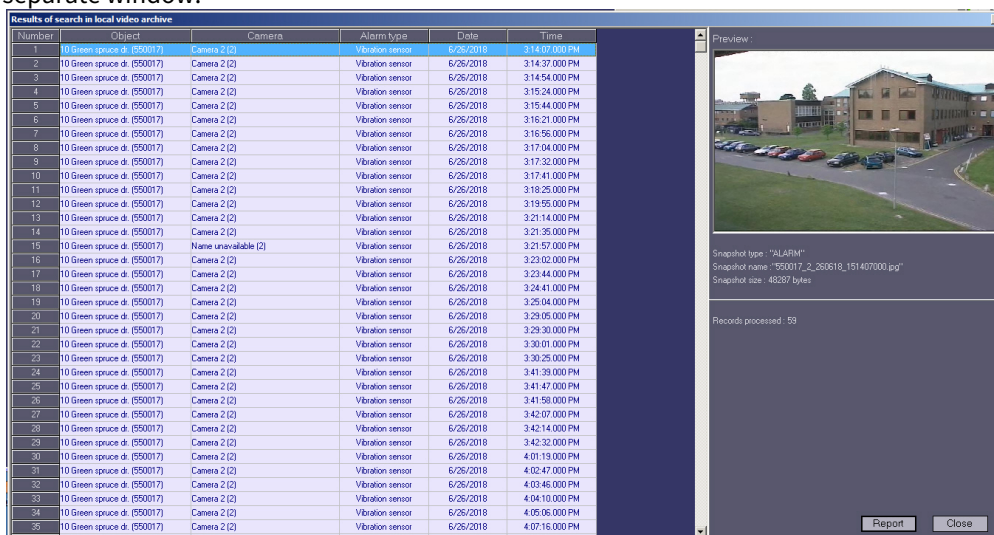 separate window.
Results of search in local video archive
Number Object Camera Alarm type Date Time
1 10 Green spruce dr. (550017) Camera 2 (2) Vibration sensor 6/26/2018 3:14:07.000 PM
2 10 Green spruce dr. (550017) Camera 2 (2) Vibration sensor 6/26/2018 3:14:37.000 PM
3 10 Green spruce dr. (550017) Camera 2 (2) Vibration sensor 6/26/2018 3:14:54.000 PM
4 10 Green spruce dr. (550017) Camera 2 (2) Vibration sensor 6/26/2018 3:15:24.000 PM
5 10 Green spruce dr. (550017) Camera 2 (2) Vibration sensor 6/26/2018 3:15:44.000 PM
6 10 Green spruce dr. (550017) Camera 2 (2) Vibration sensor 6/26/2018 3:16:21.000 PM
7 10 Green spruce dr. (550017) Camera 2 (2) Vibration sensor 6/26/2018 3:16:56.000 PM
8 10 Green spruce dr. (550017) Camera 2 (2) Vibration sensor 6/26/2018 3:17:04.000 PM
9 10 Green spruce dr. (550017) Camera 2 (2) Vibration sensor 6/26/2018 3:17:32.000 PM
10 10 Green spruce dr. (550017) Camera 2 (2) Vibration sensor 6/26/2018 3:17:41.000 PM
11 10 Green spruce dr. (550017) Camera 2 (2) Vibration sensor 6/26/2018 3:18:25.000 PM
12 10 Green spruce dr. (550017) Camera 2 (2) Vibration sensor 6/26/2018 3:19:55.000 PM
13 10 Green spruce dr. (550017) Camera 2 (2) Vibration sensor 6/26/2018 3:21:14.000 PM
14 10 Green spruce dr. (550017) Camera 2 (2) Vibration sensor 6/26/2018 3:21:35.000 PM
15 10 Green spruce dr. (550017) Name unavailable (2) Vibration sensor 6/26/2018 3:21:57.000 PM
16 10 Green spruce dr. (550017) Camera 2 (2) Vibration sensor 6/26/2018 3:23:02.000 PM
17 10 Green spruce dr. (550017) Camera 2 (2) Vibration sensor 6/26/2018 3:23:44.000 PM
18 10 Green spruce dr. (550017) Camera 2 (2) Vibration sensor 6/26/2018 3:24:41.000 PM
19 10 Green spruce dr. (550017) Camera 2 (2) Vibration sensor 6/26/2018 3:25:04.000 PM
20 10 Green spruce dr. (550017) Camera 2 (2) Vibration sensor 6/26/2018 3:29:05.000 PM
21 10 Green spruce dr. (550017) Camera 2 (2) Vibration sensor 6/26/2018 3:29:30.000 PM
22 10 Green spruce dr. (550017) Camera 2 (2) Vibration sensor 6/26/2018 3:30:01.000 PM
23 10 Green spruce dr. (550017) Camera 2 (2) Vibration sensor 6/26/2018 3:30:25.000 PM
24 10 Green spruce dr. (550017) Camera 2 (2) Vibration sensor 6/26/2018 3:41:39.000 PM
25 10 Green spruce dr. (550017) Camera 2 (2) Vibration sensor 6/26/2018 3:41:47.000 PM
26 10 Green spruce dr. (550017) Camera 2 (2) Vibration sensor 6/26/2018 3:41:58.000 PM
27 10 Green spruce dr. (550017) Camera 2 (2) Vibration sensor 6/26/2018 3:42:07.000 PM
28 10 Green spruce dr. (550017) Camera 2 (2) Vibration sensor 6/26/2018 3:42:14.000 PM
29 10 Green spruce dr. (550017) Camera 2 (2) Vibration sensor 6/26/2018 3:42:32.000 PM
30 10 Green spruce dr. (550017) Camera 2 (2) Vibration sensor 6/26/2018 4:01:19.000 PM
31 10 Green spruce dr. (550017) Camera 2 (2) Vibration sensor 6/26/2018 4:02:47.000 PM
32 10 Green spruce dr. (550017) Camera 2 (2) Vibration sensor 6/26/2018 4:03:46.000 PM
33 10 Green spruce dr. (550017) Camera 2 (2) Vibration sensor 6/26/2018 4:04:10.000 PM
34 10 Green spruce dr. (550017) Camera 2 (2) Vibration sensor 6/26/2018 4:05:06.000 PM
35 10 Green spruce dr. (550017) Camera 2 (2) Vibration sensor 6/26/2018 4:07:16.000 PM
Preview :
Snapshot type : "ALARM"
Snapshot name :"550017_2_260618_151407000.jpg"
Snapshot size : 48287 bytes
Records processed : 59
Report Close